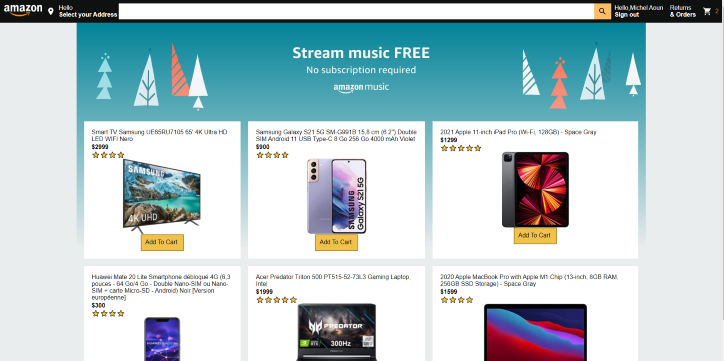 amazon
Hello
Select your Address
Hello,Michel Aoun
Sign out
Returns
& Orders
2
Stream music FREE
No subscription required
amazon music
Smart TV Samsung UE65RU7105 65' 4K Ultra HD
LED WIFI Nero
$2999
SAMSUNG
4K UHD
Add To Cart
Samsung Galaxy S21 5G SM-G991B 15,8 cm (6.2") Double
SIM Android 11 USB Type-C 8 Go 256 Go 4000 mAh Violet
$900
SAMSUNG
Galaxy S21 5G
Add To Cart
2021 Apple 11-inch iPad Pro (Wi-Fi, 128GB) - Space Gray
$1299
Add To Cart
Huawei Mate 20 Lite Smartphone débloqué 4G (6,3
pouces - 64 Go/4 Go - Double Nano-SIM ou Nano-
SIM + carte Micro-SD - Android) Noir [Version
européenne]
$300
Acer Predator Triton 500 PT515-52-73L3 Gaming Laptop,
Intel
$1999
PREDATOR
300Hz
2020 Apple MacBook Pro with Apple M1 Chip (13-inch, 8GB RAM,
256GB SSD Storage) - Space Gray
$1599